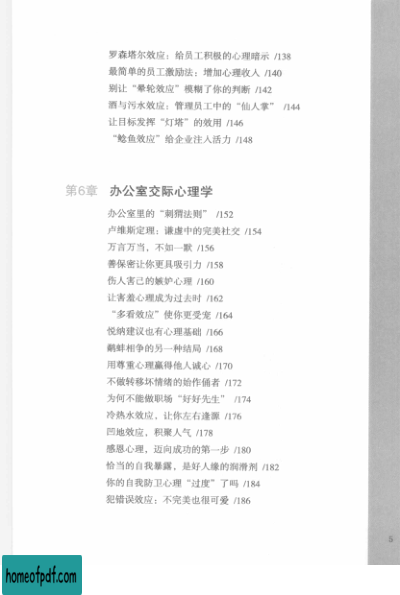 罗森塔尔效应：给员工积极的心理暗示 /138
最简单的员工激励法：增加心理收入 /140
别让“晕轮效应”模糊了你的判断 /142
酒与污水效应：管理员工中的“仙人掌” /144
让目标发挥“灯塔”的效用 /146
“鲶鱼效应”给企业注入活力 /148
第6章 办公室交际心理学
办公室里的“刺猬法则” /152
卢维斯定理：谦虚中的完美社交 /154
万言万当，不如一默 /156
善保密让你更具吸引力 /158
伤人害己的嫉妒心理 /160
让害羞心理成为过去时 /162
“多看效应”使你更受宠 /164
悦纳建议也有心理基础 /166
鹬蚌相争的另一种结局 /168
用尊重心理赢得他人诚心 /170
不做转移坏情绪的始作俑者 /172
为何不能做职场“好好先生” /174
冷热水效应，让你左右逢源 /176
凹地效应，积聚人气 /178
感恩心理，迈向成功的第一步 /180
恰当的自我暴露，是好人缘的润滑剂 /182
你的自我防卫心理“过度”了吗 /184
犯错误效应：不完美也很可爱 /186
5
homeofpdf.com